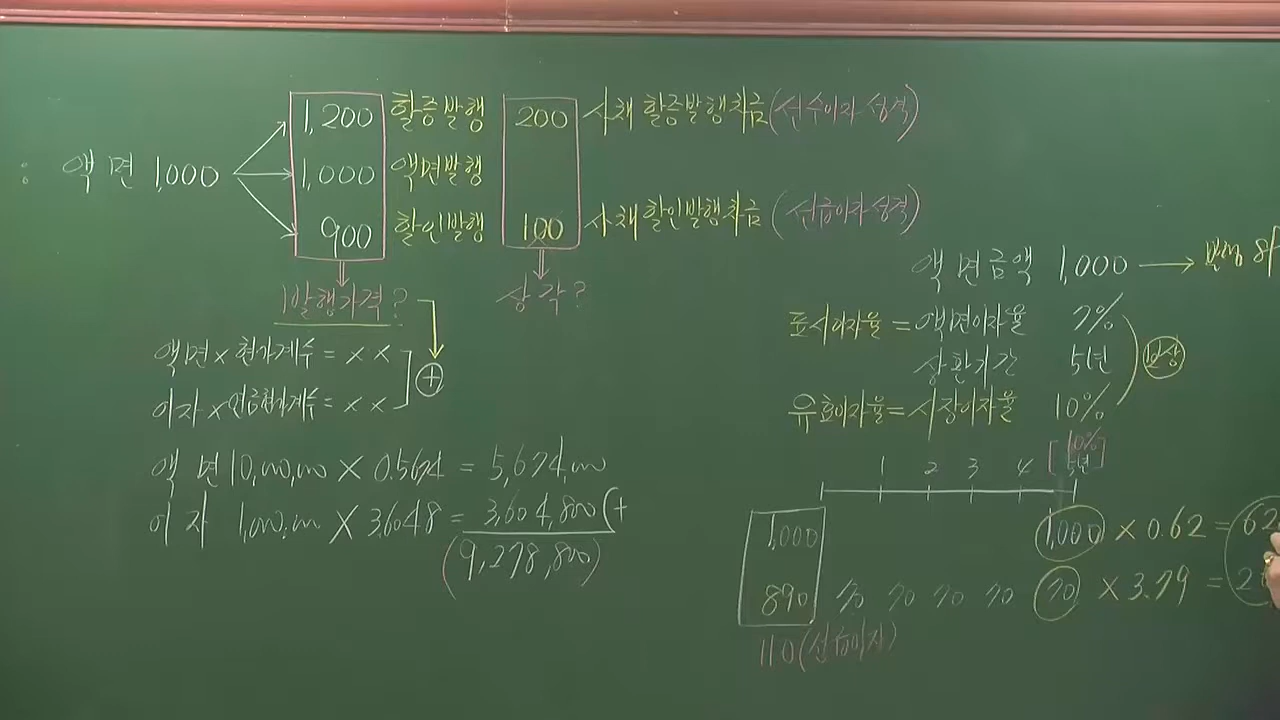 1,200 할증발행 200 사채할증발행차금(선수이자 성격)
: 액면 1,000 1,000 액면발행
900 할인발행 100 사채할인발행차금(선급이자 성격)
발행가격? 상각?
액면 × 현가계수 = × ×
이자 × 연금현가계수 = × ×
+
액면 10,000,000 × 0.5674 = 5,674,000
이자 1,000,000 × 3.6048 = 3,604,800(+
(9,278,800)
액면금액 1,000 →
표시이자율 = 액면이자율 7%
상환기간 5년
유효이자율 = 시장이자율 10%
[10%
1 2 3 4 5년]
1,000 1,000 × 0.62 = 62
890 70 70 70 70 70 × 3.79 = 2
110(선급이자)